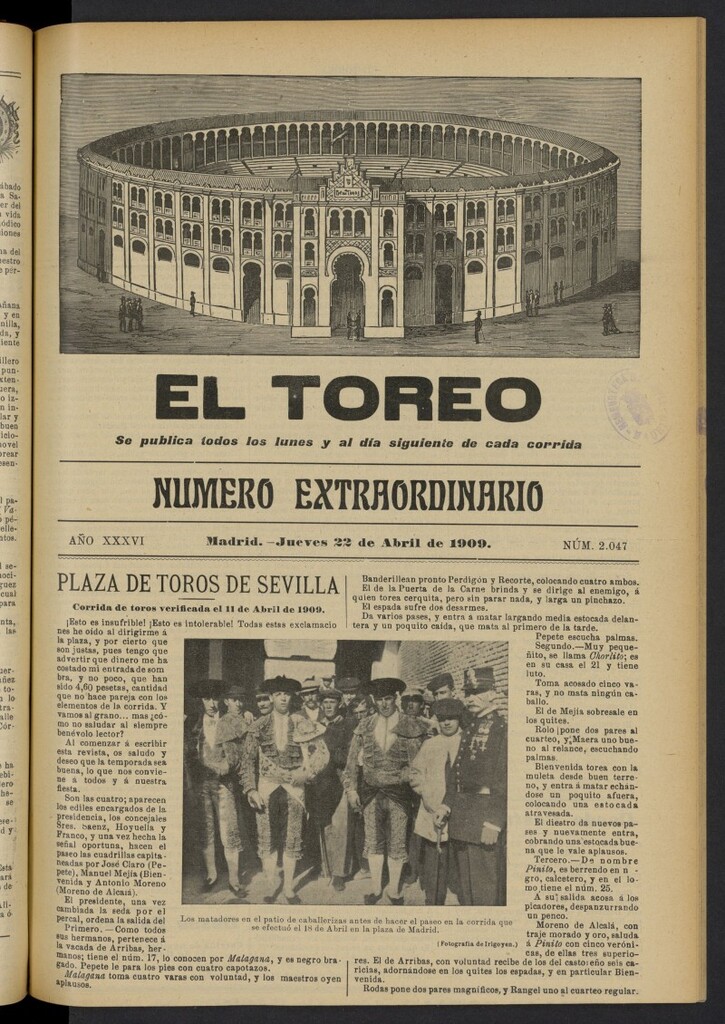 EL TOREO
Se publica todos los lunes y al día siguiente de cada corrida
NUMERO EXTRAORDINARIO
AÑO XXXVI
Madrid.—Jueves 22 de Abril de 1909.
NÚM. 2.047
PLAZA DE TOROS DE SEVILLA
Corrida de toros verificada el 11 de Abril de 1909.
¡Esto es insufrible! ¡Esto es intolerable! Todas estas exclamacio
nes he oído al dirigirme á
la plaza, y por cierto que
son justas, pues tengo que
advertir que dinero me ha
costado mi entrada de som
bra, y no poco, que han
sido 4,60 pesetas, cantidad
que no hace pareja con los
elementos de la corrida. Y
vamos al grano... mas ¿có-
mo no saludar al siempre
benévolo lector?
Al comenzar á escribir
esta revista, os saludo y
deseo que la temporada sea
buena, lo que nos convie-
ne á todos y á nuestra
fiesta.
Son las cuatro; aparecen
los ediles encargados de la
presidencia, los concejales
Sres. Saenz, Hoyuella y
Franco, y una vez hecha la
señal oportuna, hacen el
paseo las cuadrillas capita-
neadas por José Claro (Pe-
pete), Manuel Mejía (Bien-
venida y Antonio Moreno
(Moreno de Alcalá).
El presidente, una vez
cambiada la seda por el
percal, ordena la salida del
Primero.—Como todos
sus hermanos, pertenece á
la vacada de Arribas, her-
manos; tiene el núm. 17, lo conocen por Malagana, y es negro bra-
gado. Pepete le para los pies con cuatro capotazos.
Malagana toma cuatro varas con voluntad, y los maestros oyen
aplausos.
Banderillean pronto Perdigón y Recorte, colocando cuatro ambos.
El de la Puerta de la Carne brinda y se dirige al enemigo, á
quien torea cerquita, pero sin parar nada, y larga un pinchazo.
El espada sufre dos desarmes.
Da varios pases, y entra á matar largando media estocada delan-
tera y un poquito caída, que mata al primero de la tarde.
Pepete escucha palmas.
Segundo.—Muy peque-
ñito, se llama Chorlito; es
en su casa el 21 y tiene
luto.
Toma acosado cinco va-
ras, y no mata ningún ca-
ballo.
El de Mejía sobresale en
los quites.
Rolo pone dos pares al
cuarteo, y Maera uno bue-
no al relance, escuchando
palmas.
Bienvenida torea con la
muleta desde buen terre-
no, y entra á matar echán-
dose un poquito afuera,
colocando una estocada
atravesada.
El diestro da nuevos pa-
ses y nuevamente entra,
cobrando una estocada bue-
na que le vale aplausos.
Tercero.—De nombre
Pinito, es berrendo en n
gro, calcetero, y en el lo-
mo tiene el núm. 25.
A su salida acosa á los
picadores, despanzurrando
un penco.
Moreno de Alcalá, con
traje morado y oro, saluda
á Pinito con cinco veróni-
cas, de ellas tres superio-
res. El de Arribas, con voluntad recibe de los del castoreño seis ca-
ricias, adornándose en los quites los espadas, y en particular Bien-
venida.
Rodas pone dos pares magníficos, y Rangel uno al cuarteo regular.
Los matadores en el patio de caballerizas antes de hacer el paseo en la corrida que
se efectuó el 18 de Abril en la plaza de Madrid.
(Fotografía de Irigoyen.)